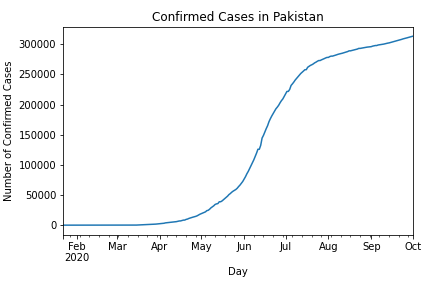 Confirmed Cases in Pakistan
Number of Confirmed Cases
300000
250000
200000
150000
100000
50000
0
Feb Mar Apr May Jun Jul Aug Sep Oct
2020
Day